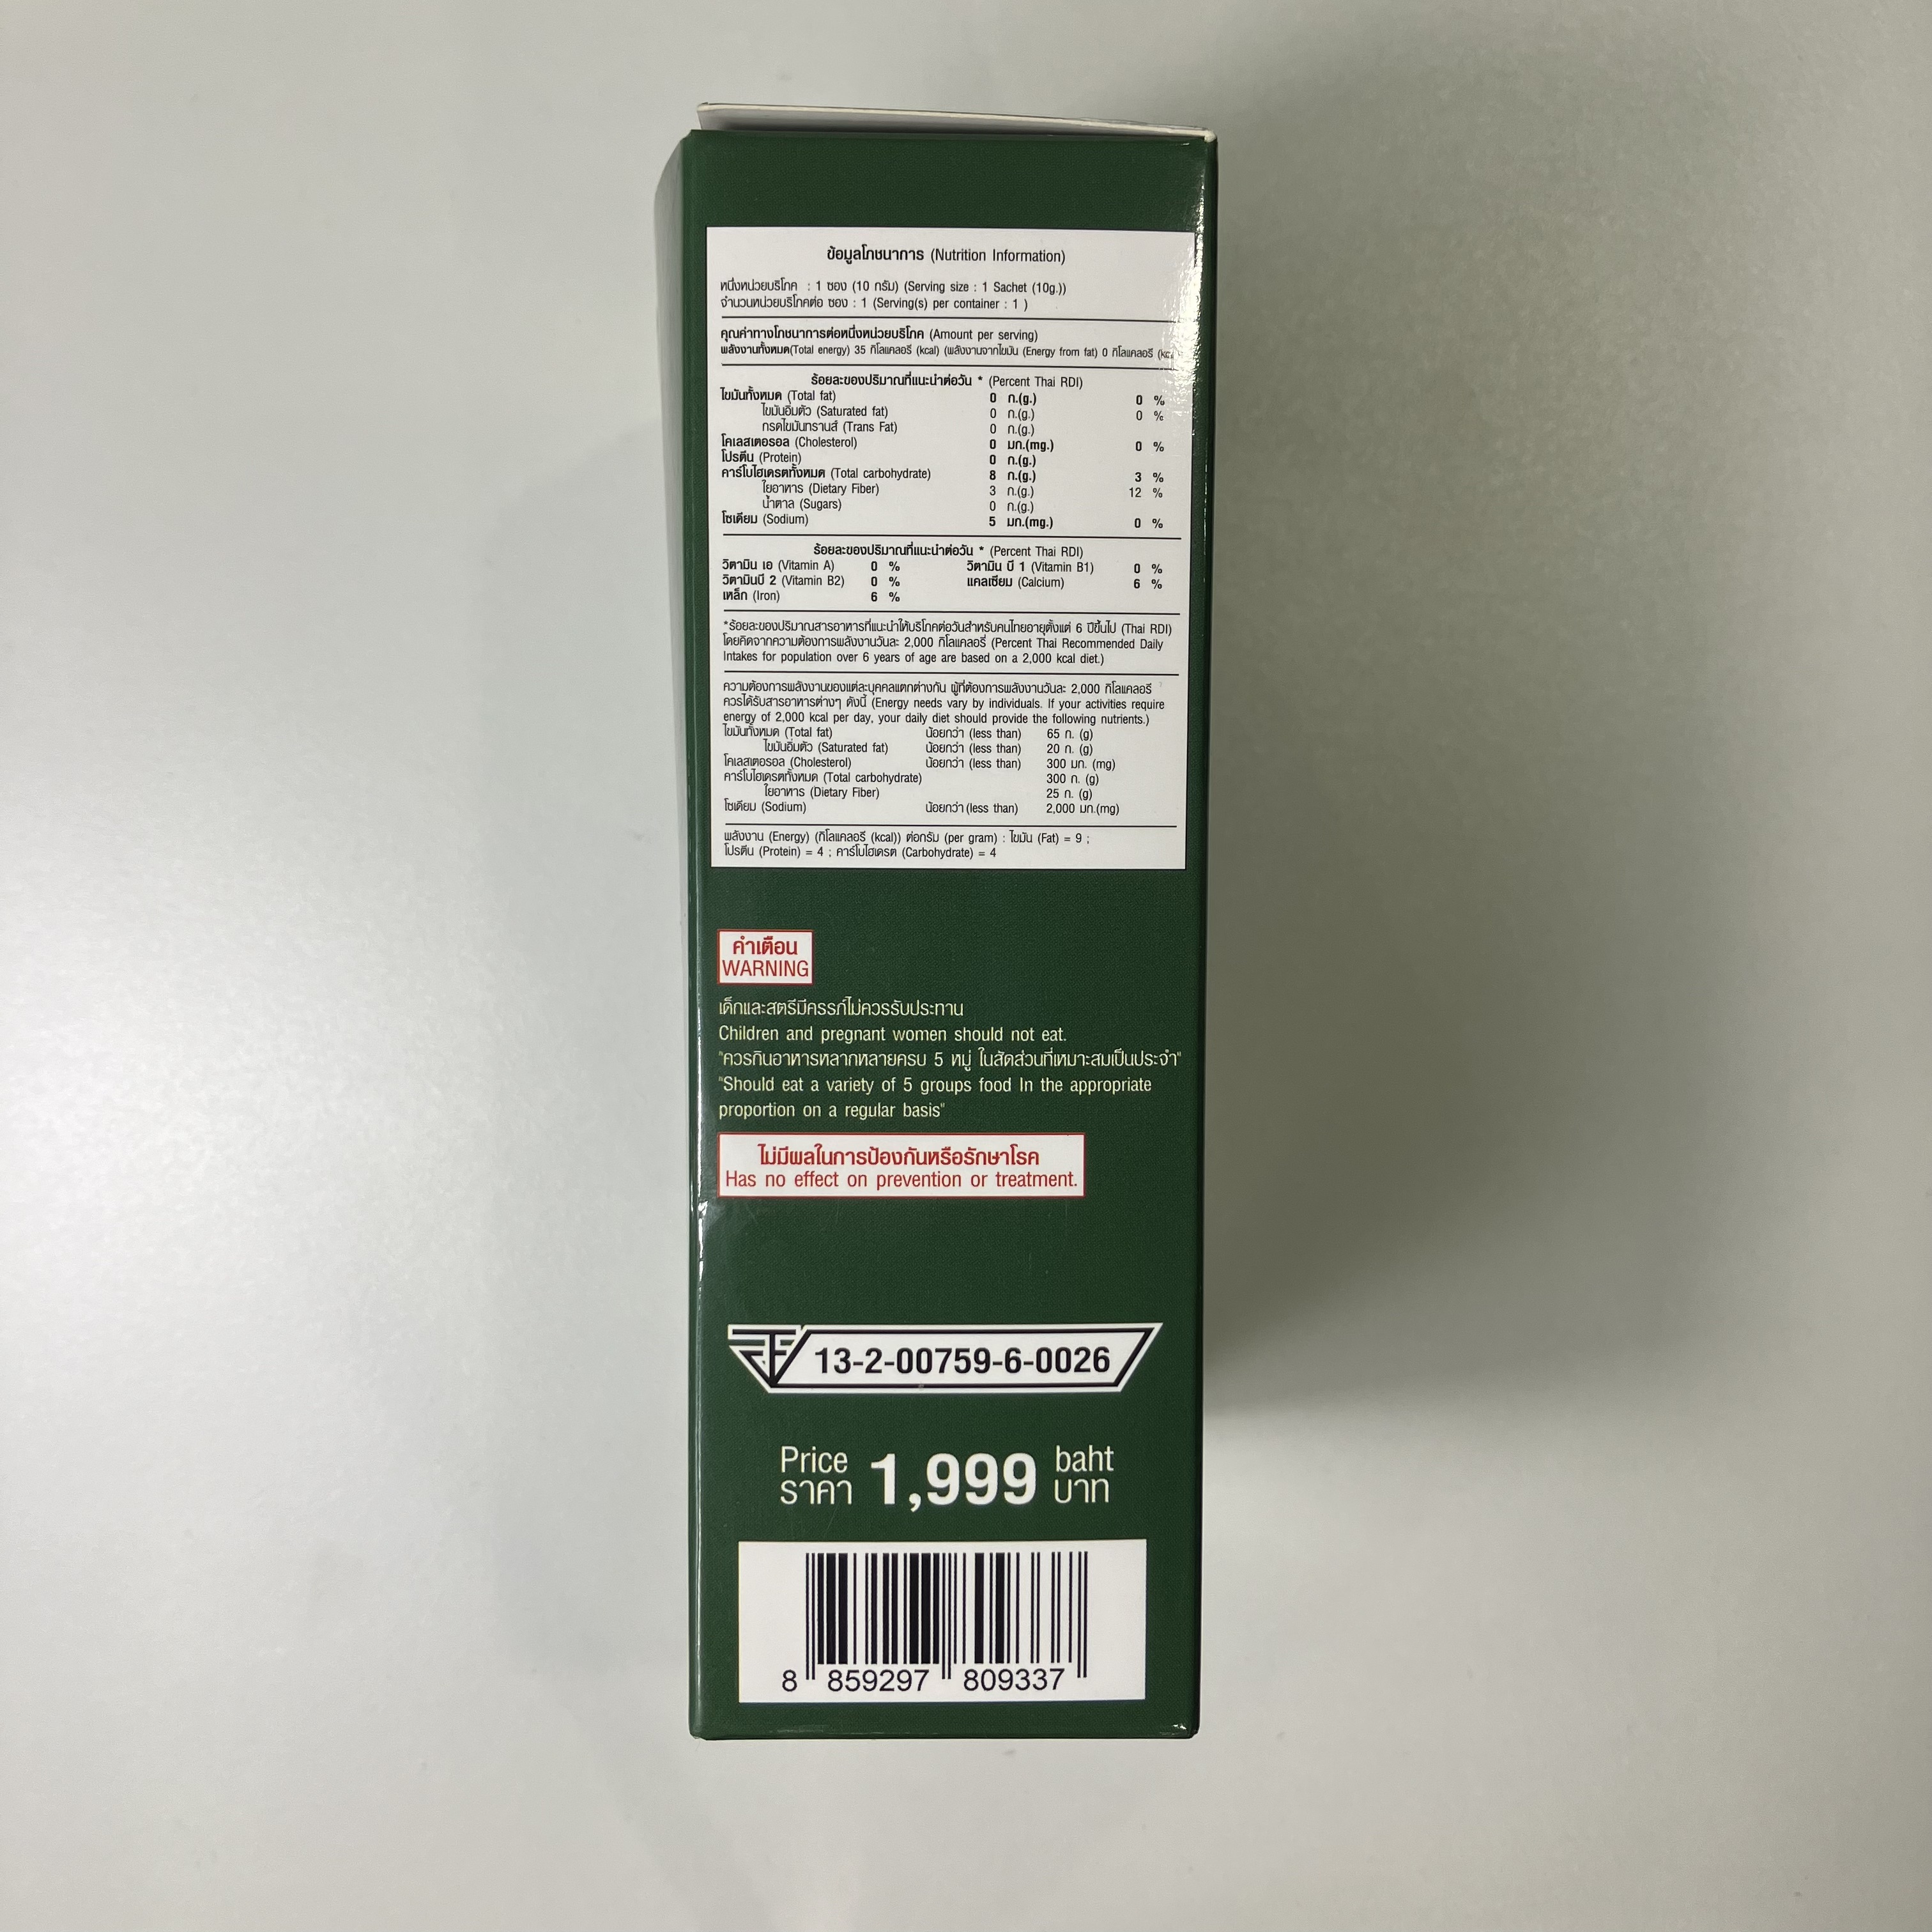 ข้อมูลโภชนาการ (Nutrition Information)
หนึ่งหน่วยบริโภค : 1 ซอง (10 กรัม) (Serving size : 1 Sachet (10g.))
จำนวนหน่วยบริโภคต่อ ซอง : 1 (Serving(s) per container : 1 )
คุณค่าทางโภชนาการต่อหนึ่งหน่วยบริโภค (Amount per serving)
พลังงานทั้งหมด(Total energy) 35 กิโลแคลอรี (kcal) (พลังงานจากไขมัน (Energy from fat) 0 กิโลแคลอรี
ร้อยละของปริมาณที่แนะนำต่อวัน * (Percent Thai RDI)
ไขมันทั้งหมด (Total fat) 0 ก.(g.) 0 %
ไขมันอิ่มตัว (Saturated fat) 0 ก.(g.) 0 %
กรดไขมันทรานส์ (Trans Fat) 0 ก.(g.)
โคเลสเตอรอล (Cholesterol) 0 มก.(mg.) 0 %
โปรตีน (Protein) 0 ก.(g.)
คาร์โบไฮเดรตทั้งหมด (Total carbohydrate) 8 ก.(g.) 3 %
ใยอาหาร (Dietary Fiber) 3 ก.(g.) 12 %
น้ำตาล (Sugars) 0 ก.(g.)
โซเดียม (Sodium) 5 มก.(mg.) 0 %
ร้อยละของปริมาณที่แนะนำต่อวัน * (Percent Thai RDI)
วิตามิน เอ (Vitamin A) 0 % วิตามิน บี 1 (Vitamin B1) 0 %
วิตามินบี 2 (Vitamin B2) 0 % แคลเซียม (Calcium) 6 %
เหล็ก (Iron) 6 %
*ร้อยละของปริมาณสารอาหารที่แนะนำให้บริโภคต่อวันสำหรับคนไทยอายุตั้งแต่ 6 ปีขึ้นไป (Thai RDI)
โดยคิดจากความต้องการพลังงานวันละ 2,000 กิโลแคลอรี่ (Percent Thai Recommended Daily
Intakes for population over 6 years of age are based on a 2,000 kcal diet.)
ความต้องการพลังงานของแต่ละบุคคลแตกต่างกัน ผู้ที่ต้องการพลังงานวันละ 2,000 กิโลแคลอรี
ควรได้รับสารอาหารต่างๆ ดังนี้ (Energy needs vary by individuals. If your activities require
energy of 2,000 kcal per day, your daily diet should provide the following nutrients.)
ไขมันทั้งหมด (Total fat) น้อยกว่า (less than) 65 ก. (g)
ไขมันอิ่มตัว (Saturated fat) น้อยกว่า (less than) 20 ก. (g)
โคเลสเตอรอล (Cholesterol) น้อยกว่า (less than) 300 มก. (mg)
คาร์โบไฮเดรตทั้งหมด (Total carbohydrate) 300 ก. (g)
ใยอาหาร (Dietary Fiber) 25 ก. (g)
โซเดียม (Sodium) น้อยกว่า (less than) 2,000 มก.(mg)
พลังงาน (Energy) (กิโลแคลอรี (kcal)) ต่อกรัม (per gram) : ไขมัน (Fat) = 9 ;
โปรตีน (Protein) = 4 ; คาร์โบไฮเดรต (Carbohydrate) = 4
คำเตือน
WARNING
เด็กและสตรีมีครรภ์ไม่ควรรับประทาน
Children and pregnant women should not eat.
"ควรกินอาหารหลากหลายครบ 5 หมู่ ในสัดส่วนที่เหมาะสมเป็นประจำ"
"Should eat a variety of 5 groups food In the appropriate
proportion on a regular basis"
ไม่มีผลในการป้องกันหรือรักษาโรค
Has no effect on prevention or treatment.
13-2-00759-6-0026
Price 1,999 baht
ราคา บาท
8 859297 809337